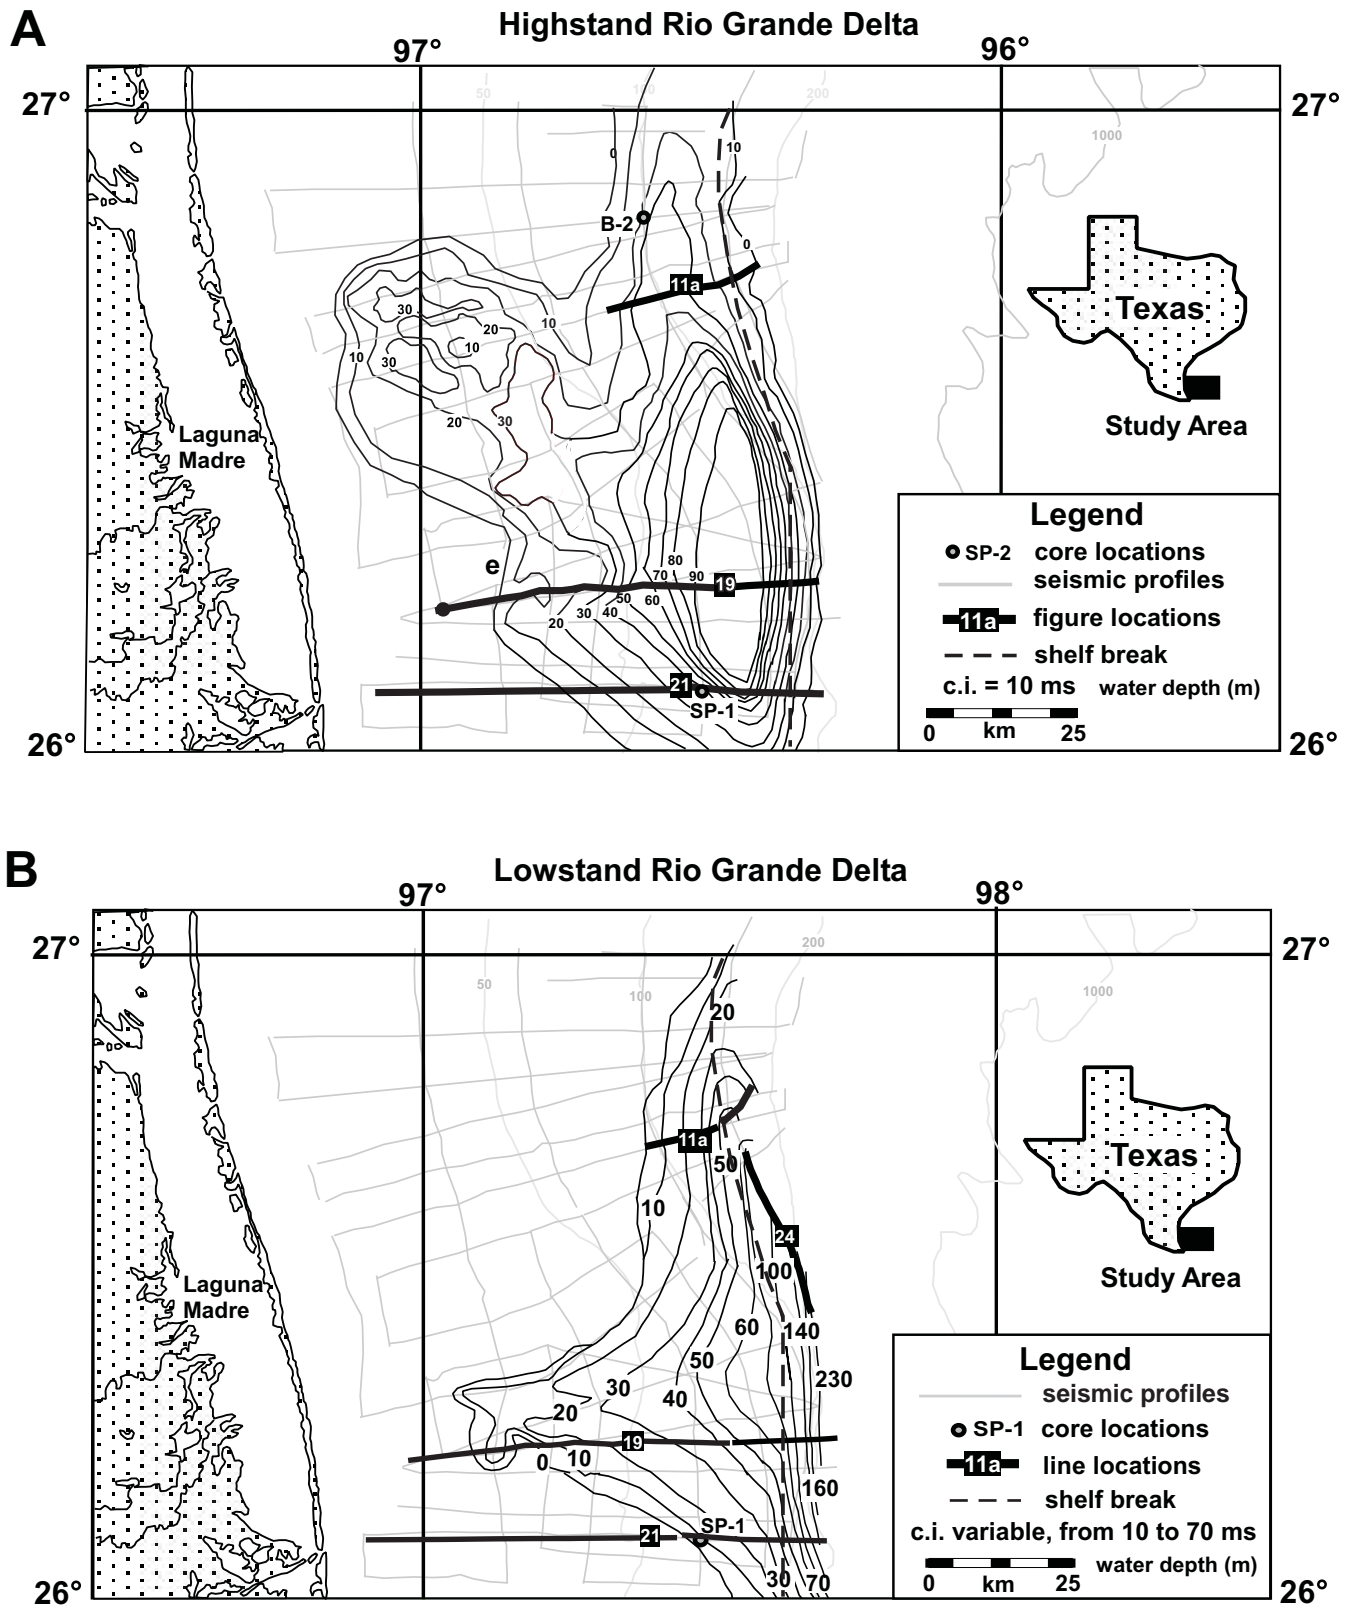 A
Highstand Rio Grande Delta
97°
96°
27°
27°
50
100
200
1000
0
10
B-2
0
11a
30
20
10
10
10
30
20
30
Texas
Study Area
Laguna
Madre
e
80
70
90
19
50
60
30
40
20
21
SP-1
Legend
SP-2 core locations
seismic profiles
11a figure locations
shelf break
c.i. = 10 ms water depth (m)
0 km 25
26°
26°
B
Lowstand Rio Grande Delta
97°
98°
27°
27°
200
50
100
1000
20
11a
50
10
24
100
Texas
Study Area
Laguna
Madre
60
140
50
230
30
40
20
19
0
10
160
SP-1
21
30
70
Legend
seismic profiles
SP-1 core locations
11a line locations
shelf break
c.i. variable, from 10 to 70 ms
water depth (m)
0 km 25
26°
26°